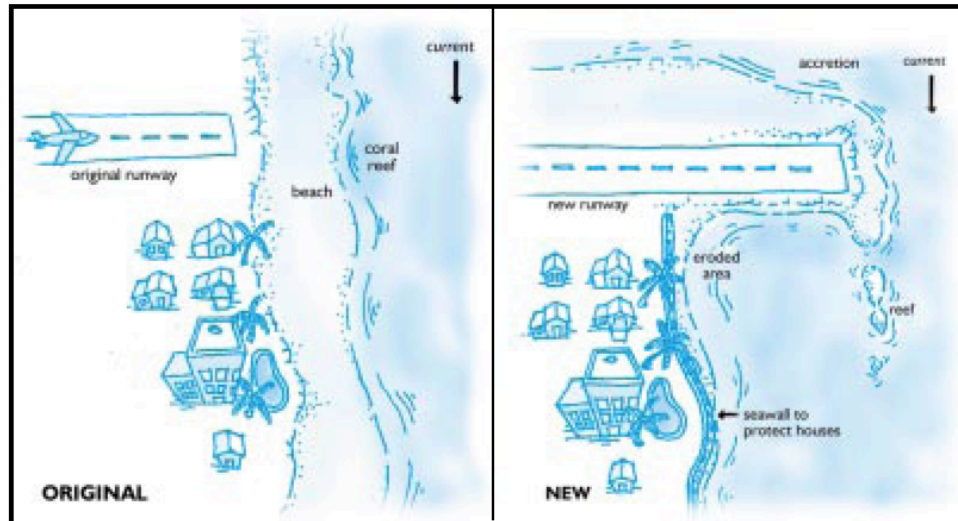 current
coral
reef
original runway
beach
ORIGINAL
accretion
current
new runway
eroded
area
reef
seawall to
protect houses
NEW